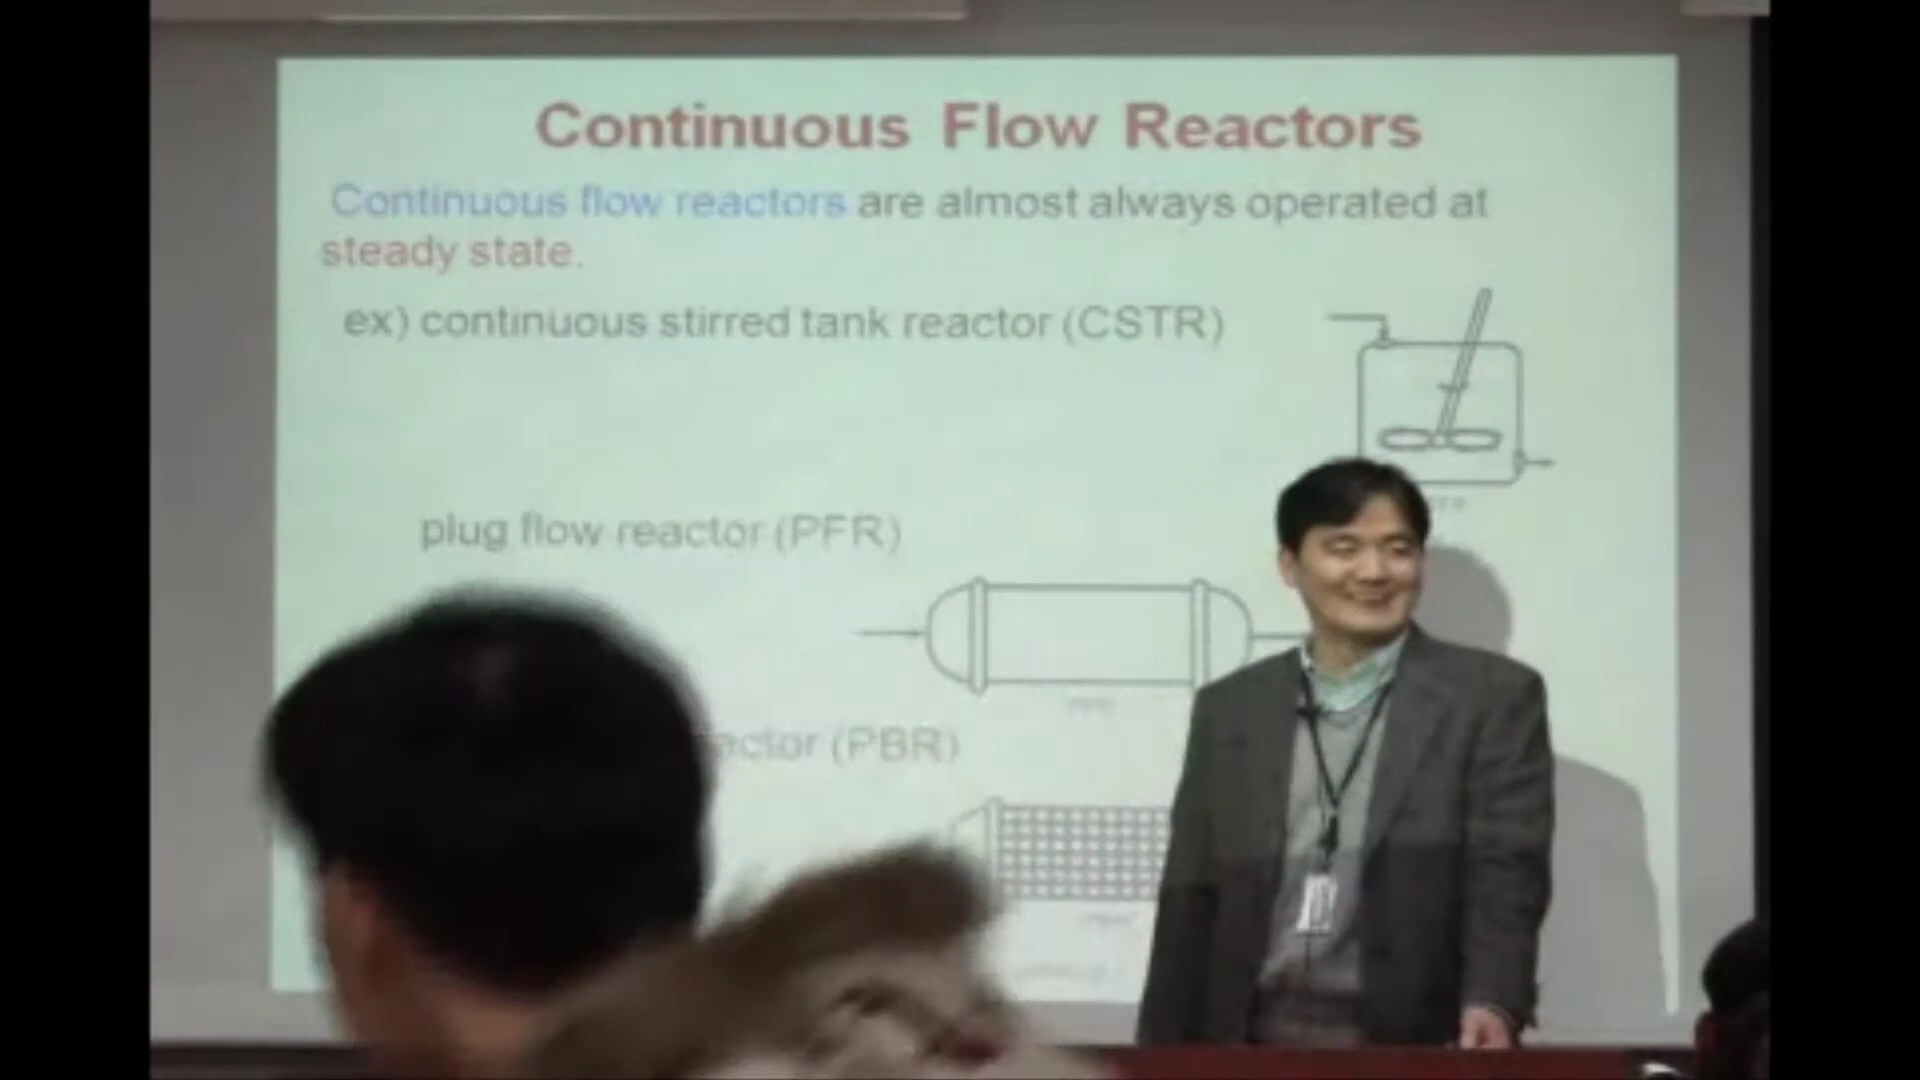 Continuous Flow Reactors
Continuous flow reactors are almost always operated at
steady state.
ex) continuous stirred tank reactor (CSTR)
plug flow reactor (PFR)
PFR
actor (PBR)